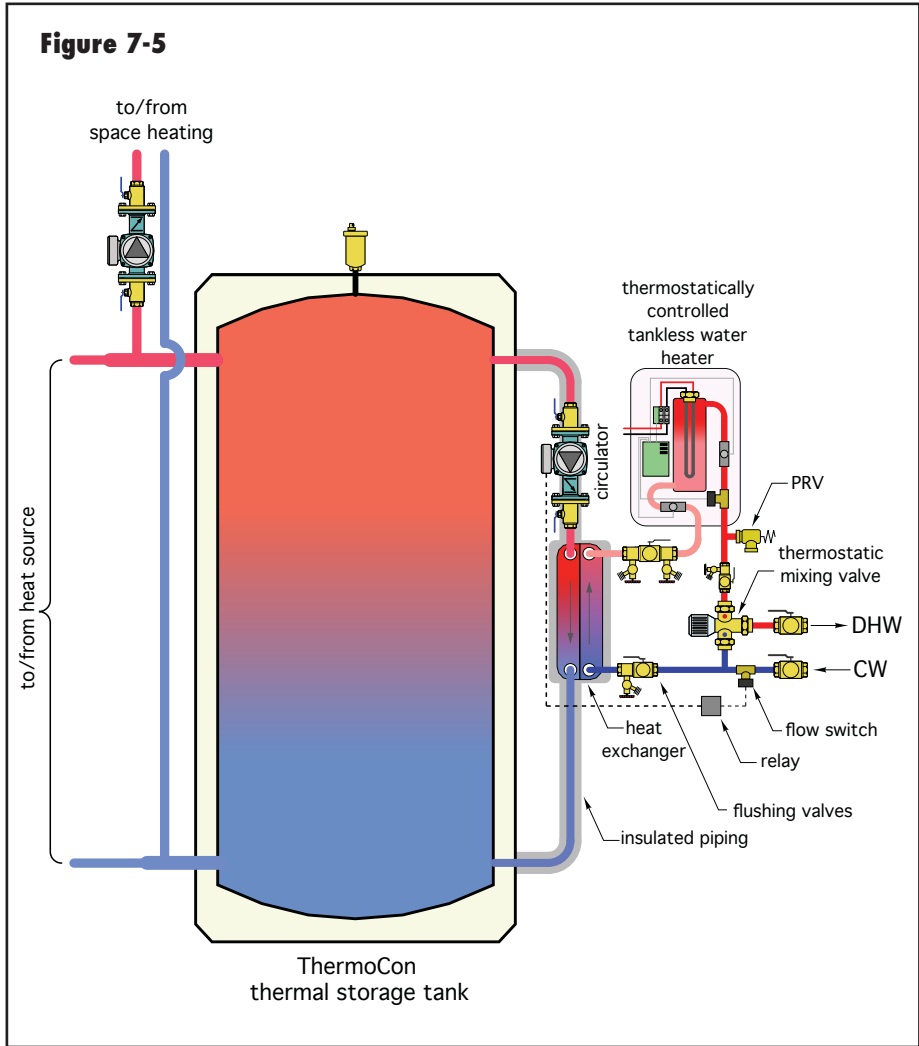 Figure 7-5
to/from
space heating
thermostatically
controlled
tankless water
heater
circulator
PRV
thermostatic
mixing valve
DHW
CW
to/from heat source
heat
exchanger
flow switch
relay
flushing valves
insulated piping
ThermoCon
thermal storage tank